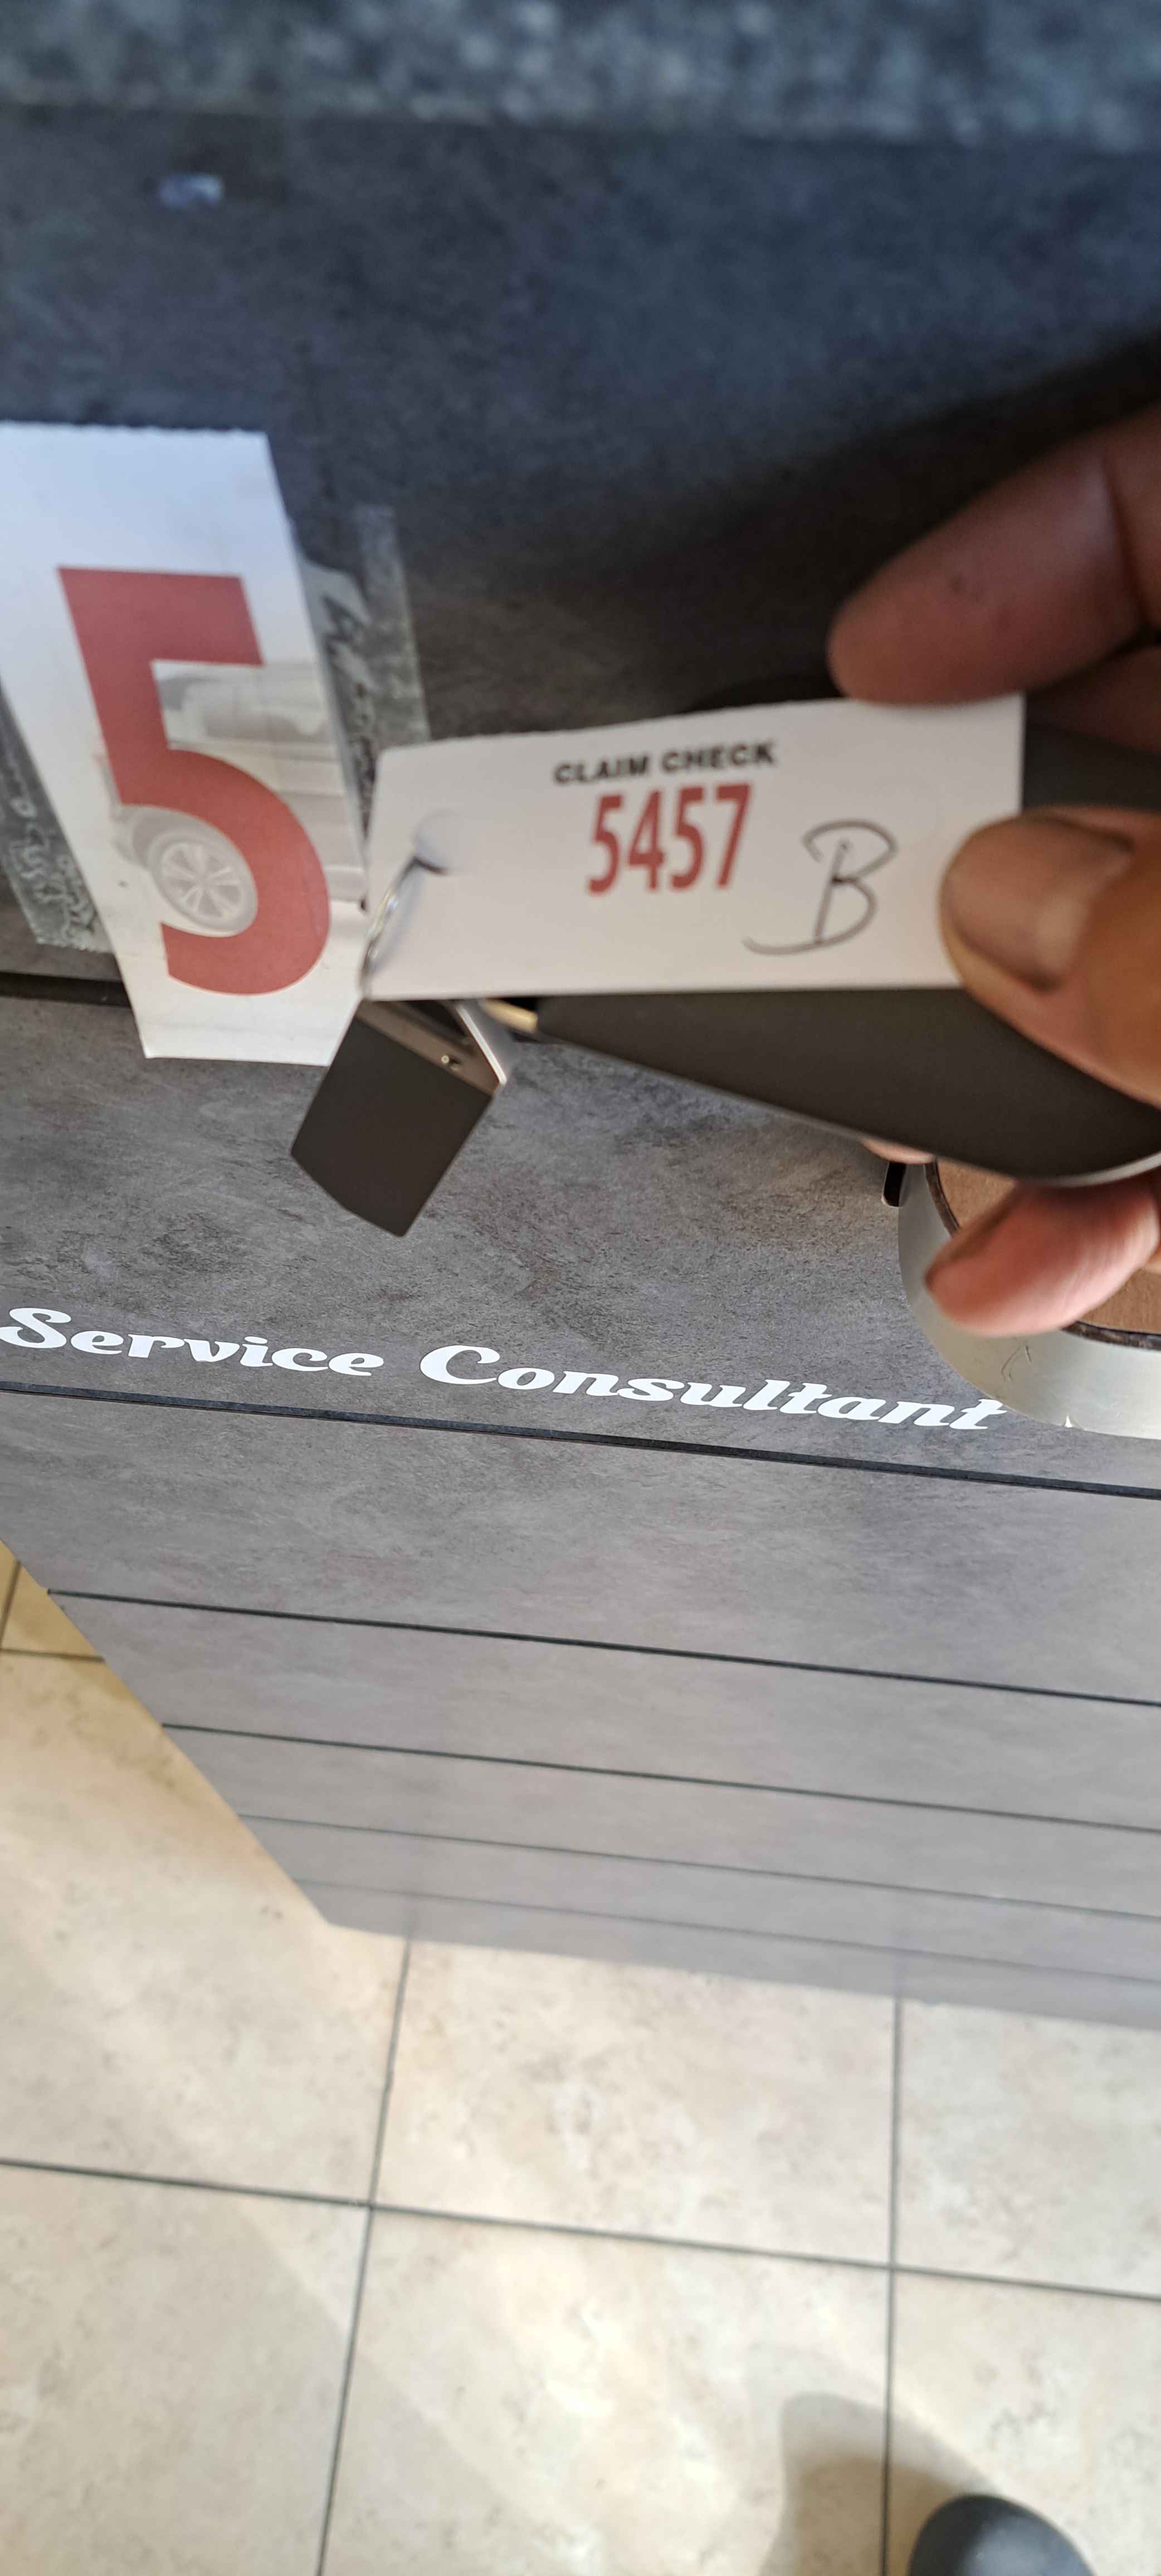 5
CLAIM CHECK
5457
B
Service Consultant